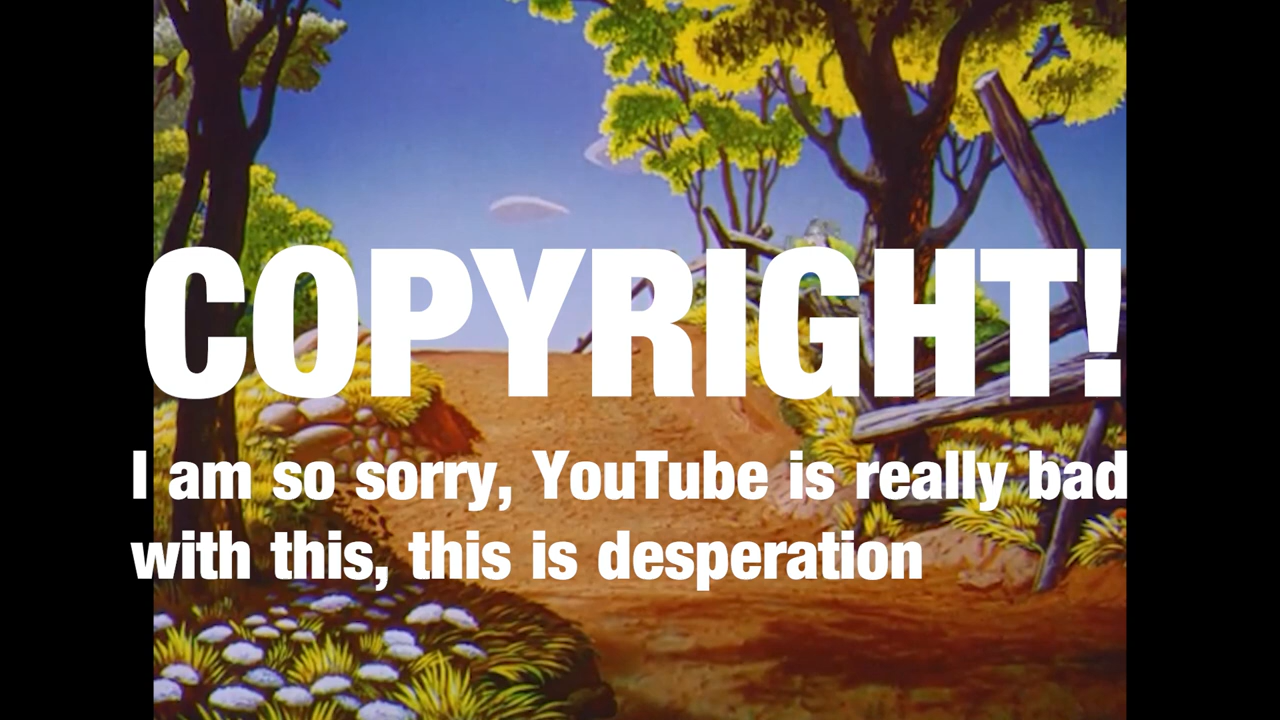 COPYRIGHT!
I am so sorry, YouTube is really bad
with this, this is desperation